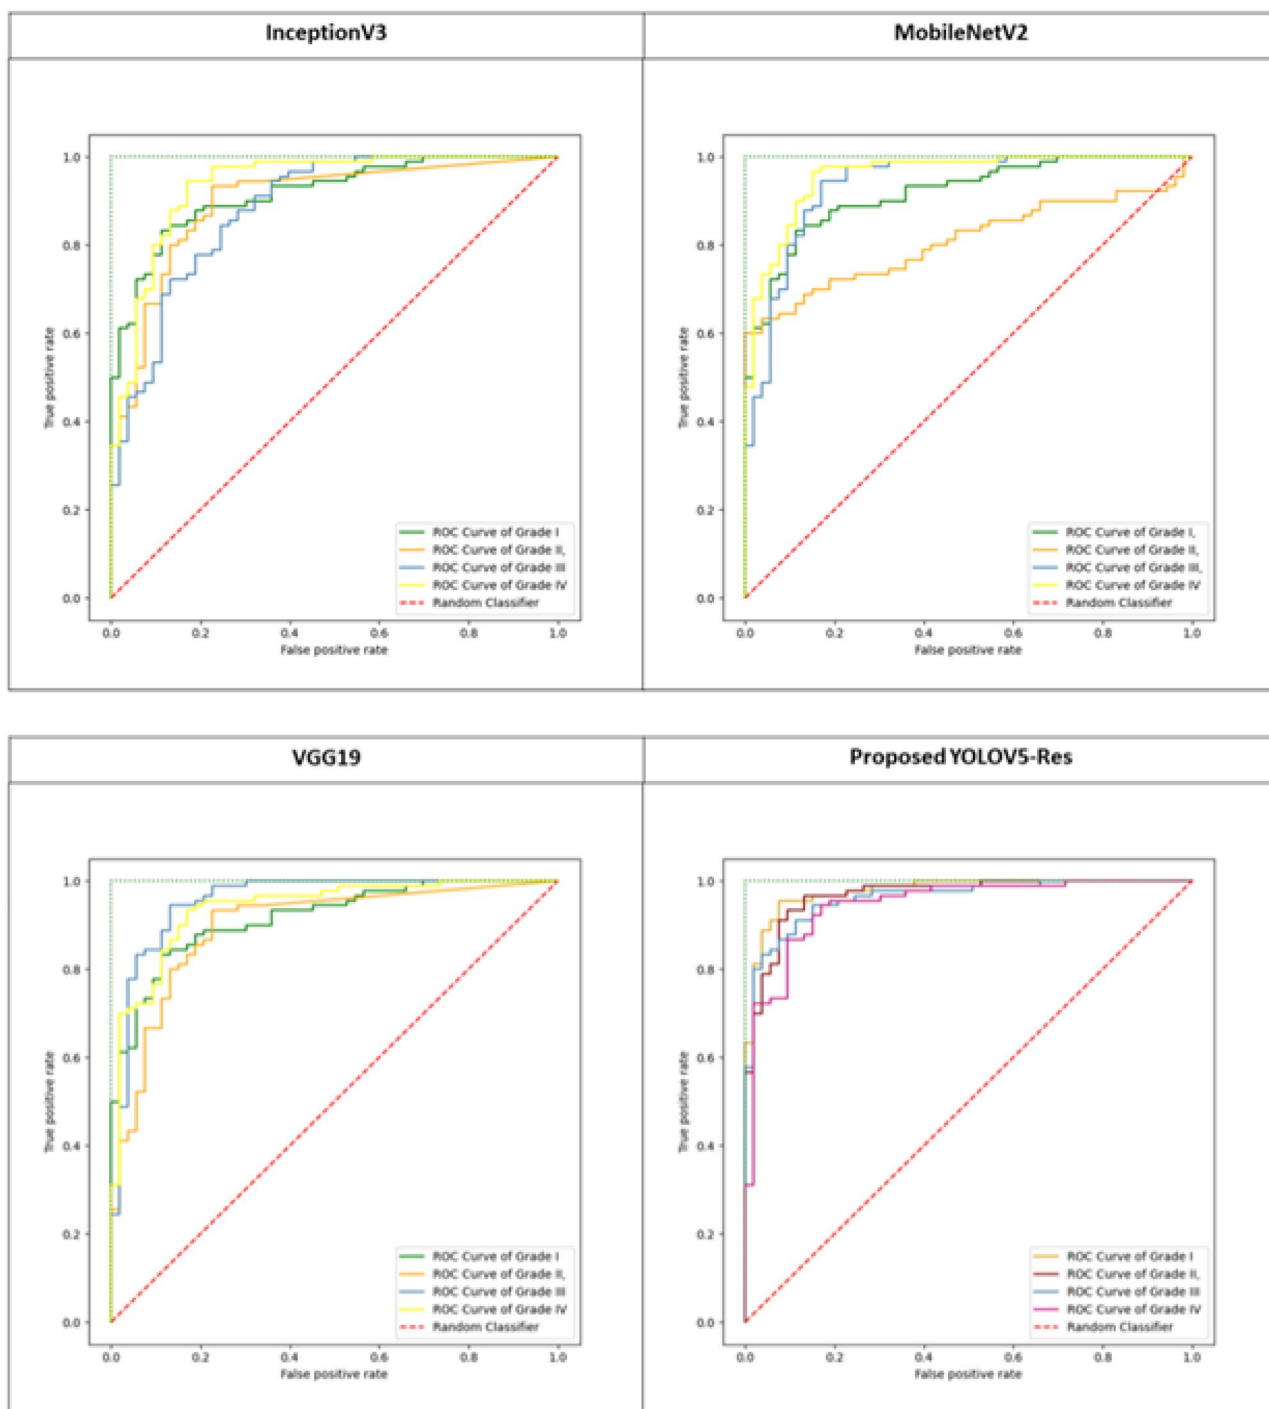 InceptionV3
MobileNetV2
1.0
0.8
0.6
0.4
0.2
0.0
True positive rate
ROC Curve of Grade I
ROC Curve of Grade II,
ROC Curve of Grade III
ROC Curve of Grade IV
Random Classifier
0.0 0.2 0.4 0.6 0.8 1.0
False positive rate
1.0
0.8
0.6
0.4
0.2
0.0
True positive rate
ROC Curve of Grade I,
ROC Curve of Grade II,
ROC Curve of Grade III,
ROC Curve of Grade IV
Random Classifier
0.0 0.2 0.4 0.6 0.8 1.0
False positive rate
VGG19
Proposed YOLOV5-Res
1.0
0.8
0.6
0.4
0.2
0.0
True positive rate
ROC Curve of Grade I
ROC Curve of Grade II,
ROC Curve of Grade III
ROC Curve of Grade IV
Random Classifier
0.0 0.2 0.4 0.6 0.8 1.0
False positive rate
1.0
0.8
0.6
0.4
0.2
0.0
True positive rate
ROC Curve of Grade I
ROC Curve of Grade II,
ROC Curve of Grade III
ROC Curve of Grade IV
Random Classifier
0.0 0.2 0.4 0.6 0.8 1.0
False positive rate